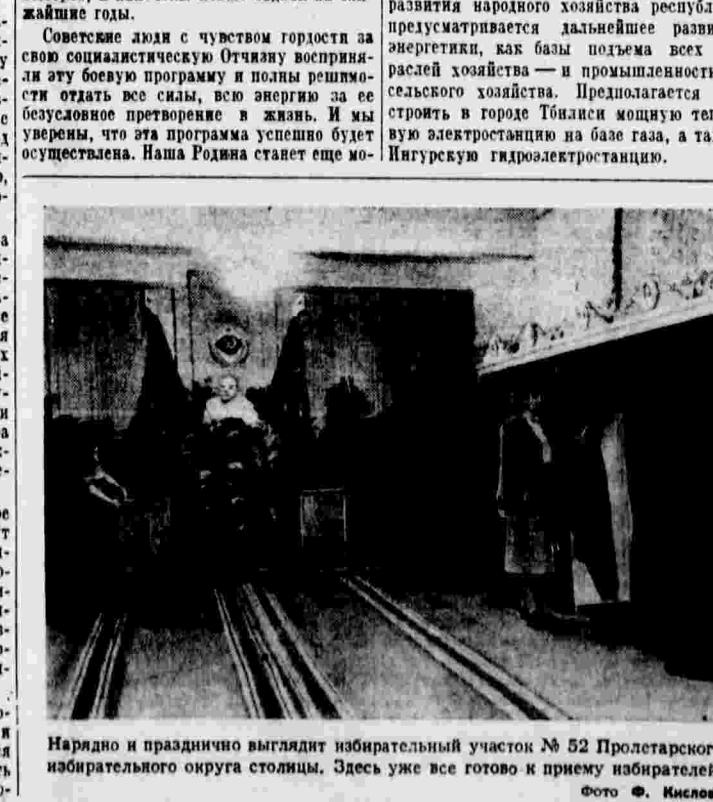 жайшие годы.
Советские люди с чувством гордости за
свою социалистическую Отчизну восприня-
ли эту боевую программу и полны решимо-
сти отдать все силы, всю энергию за ее
безусловное претворение в жизнь. И мы
уверены, что эта программа успешно будет
осуществлена. Наша Родина станет еще мо-
развития народного хозяйства республ
предусматривается дальнейшее разви
энергетики, как базы подъема всех
раслей хозяйства — и промышленности
сельского хозяйства. Предполагается
строить в городе Тбилиси мощную теп
вую электростанцию на базе газа, а та
Ингурскую гидроэлектростанцию.
Нарядно и празднично выглядит избирательный участок № 52 Пролетарског
избирательного округа столицы. Здесь уже все готово к приему избирателей
Фото Ф. Кислов